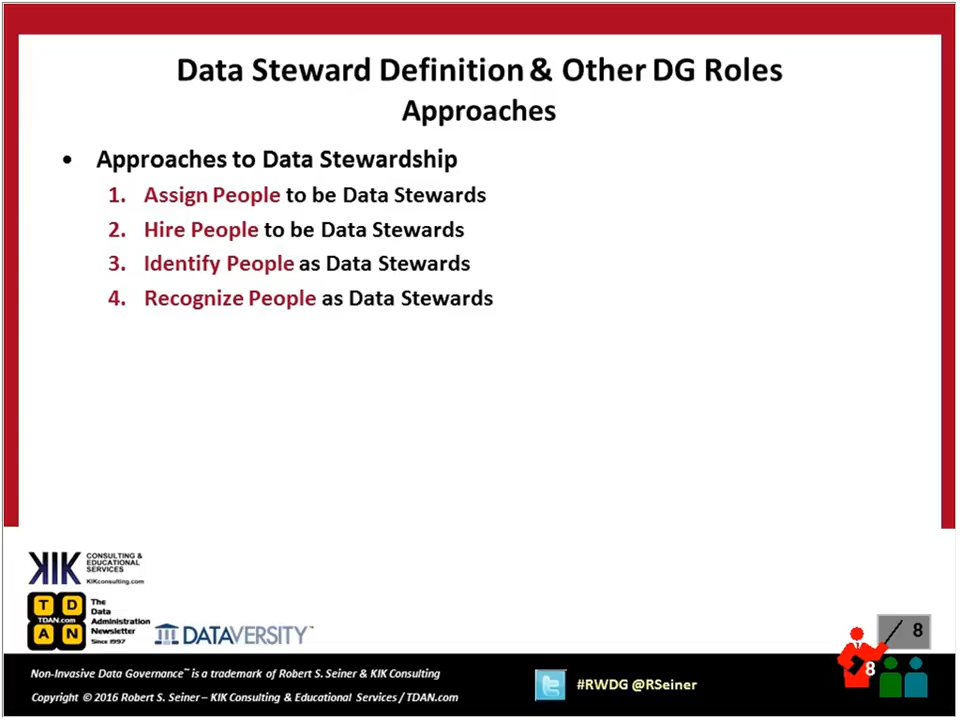 Data Steward Definition & Other DG Roles
Approaches
• Approaches to Data Stewardship
1. Assign People to be Data Stewards
2. Hire People to be Data Stewards
3. Identify People as Data Stewards
4. Recognize People as Data Stewards
KIK CONSULTING &
EDUCATIONAL
SERVICES
KIKconsulting.com
T D
TDAN.com
A N
The
Data
Administration
Newsletter
Since 1997
DATAVERSITY™
8
8
Non-Invasive Data Governance™ is a trademark of Robert S. Seiner & KIK Consulting
Copyright © 2016 Robert S. Seiner – KIK Consulting & Educational Services / TDAN.com
#RWDG @RSeiner